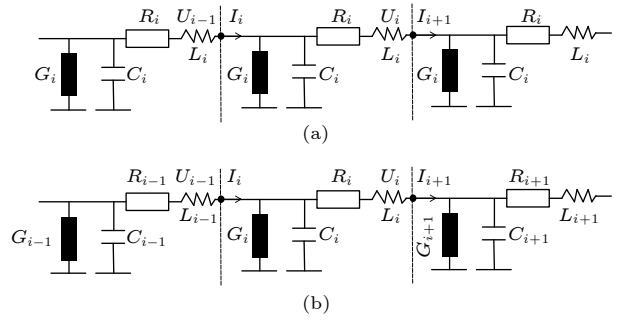 R_i U_{i-1} I_i R_i U_i I_{i+1} R_i
L_i L_i L_i
G_i C_i G_i C_i G_i C_i
(a)
R_{i-1} U_{i-1} I_i R_i U_i I_{i+1} R_{i+1}
L_{i-1} L_i L_{i+1}
G_{i-1} C_{i-1} G_i C_i G_{i+1} C_{i+1}
(b)